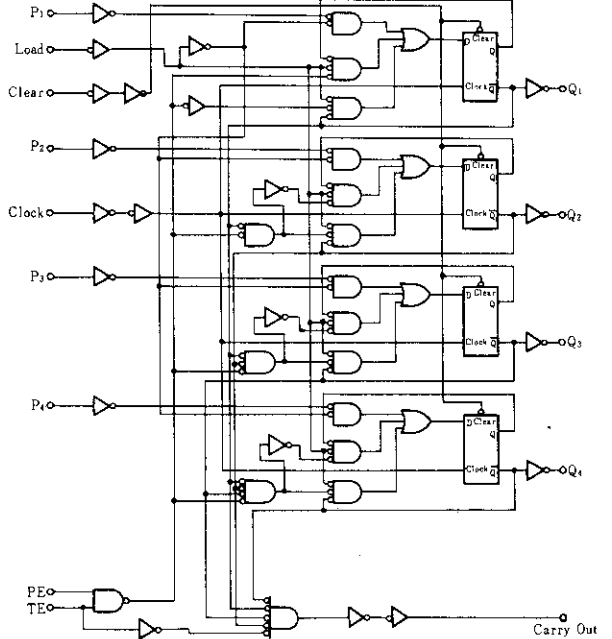 P1
Load
Clear
D Clear
Q
Clock Q̅
Q1
P2
D Clear
Q
Clock
Clock Q̅
Q2
P3
D Clear
Q
Clock Q̅
Q3
P4
D Clear
Q
Clock Q̅
Q4
PE
TE
Carry Out